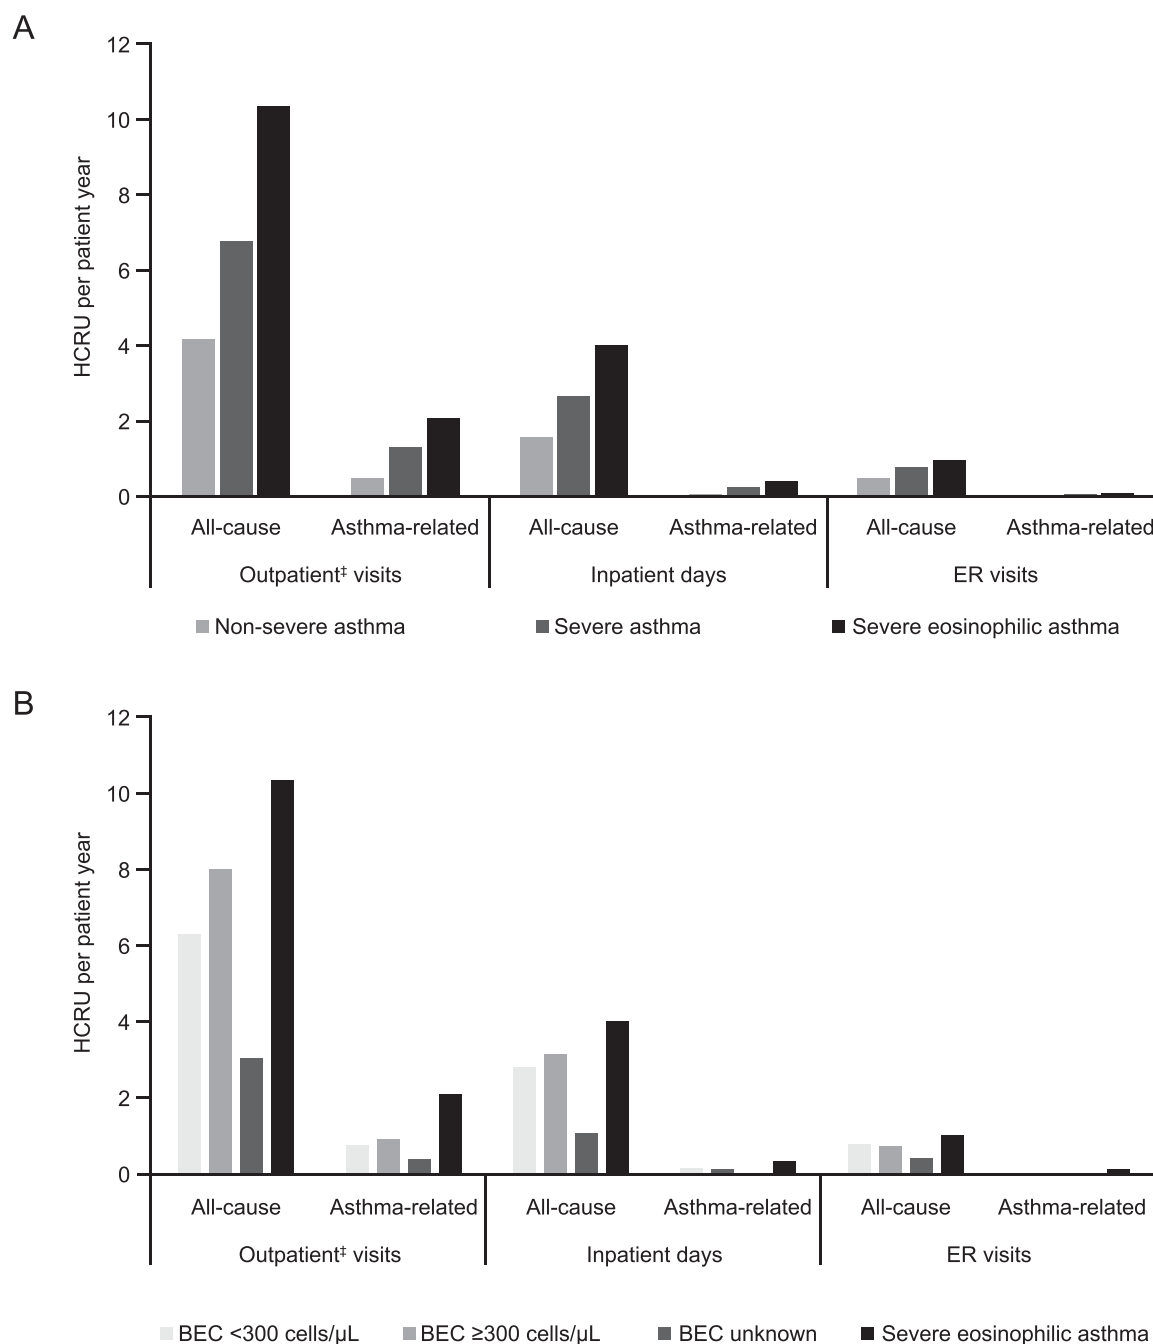 A
12
10
8
6
4
2
0
HCRU per patient year
All-cause Asthma-related All-cause Asthma-related All-cause Asthma-related
Outpatient‡ visits Inpatient days ER visits
Non-severe asthma Severe asthma Severe eosinophilic asthma
B
12
10
8
6
4
2
0
HCRU per patient year
All-cause Asthma-related All-cause Asthma-related All-cause Asthma-related
Outpatient‡ visits Inpatient days ER visits
BEC <300 cells/µL BEC ≥300 cells/µL BEC unknown Severe eosinophilic asthma